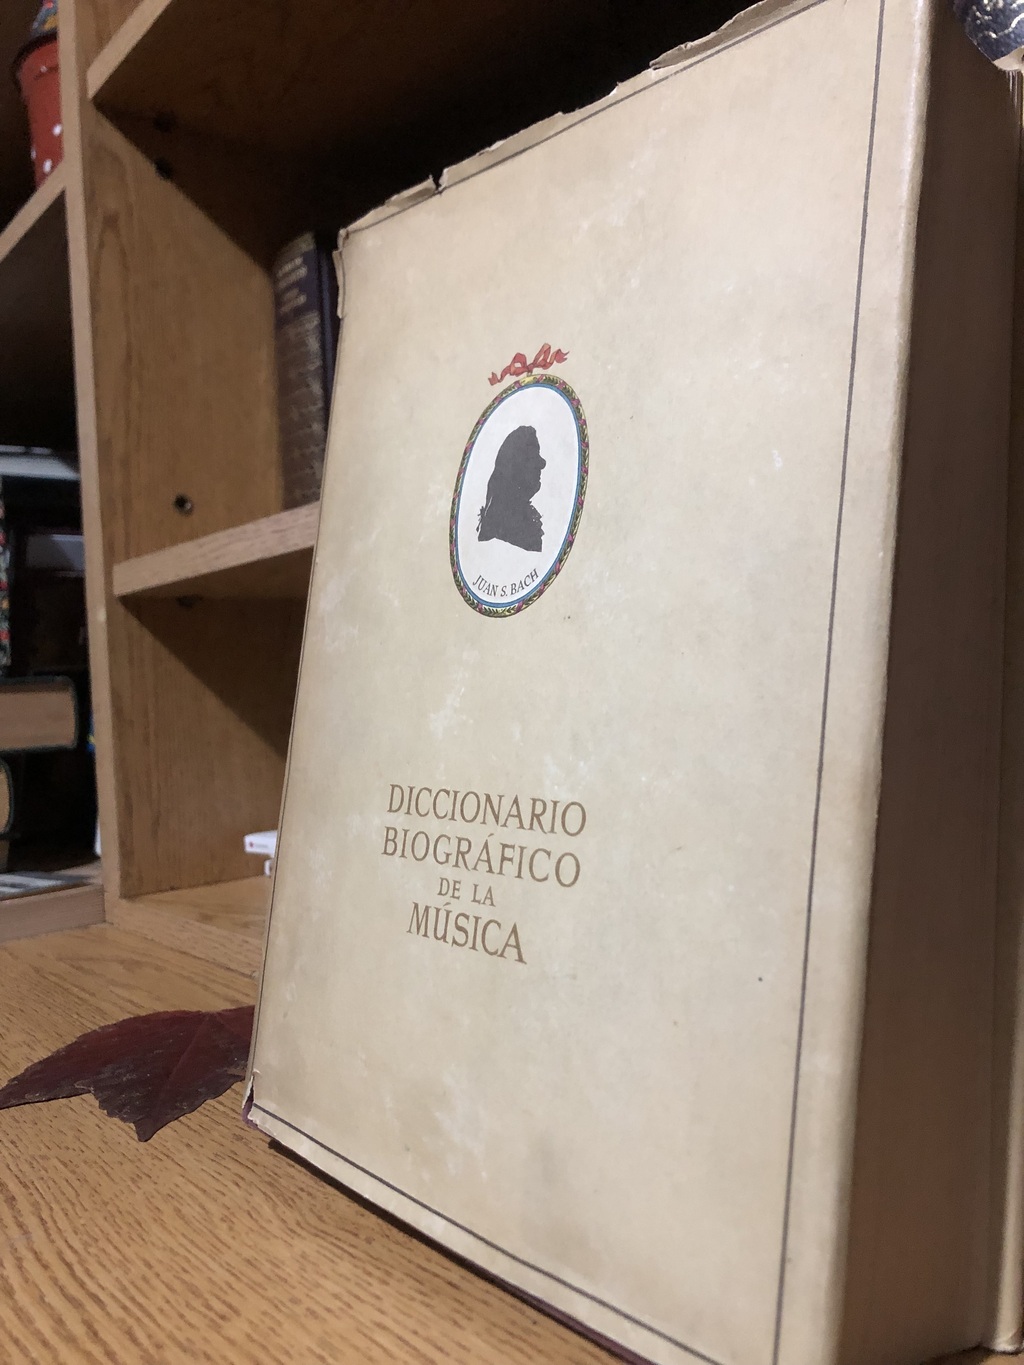 JUAN S. BACH
DICCIONARIO
BIOGRÁFICO
DE LA
MÚSICA